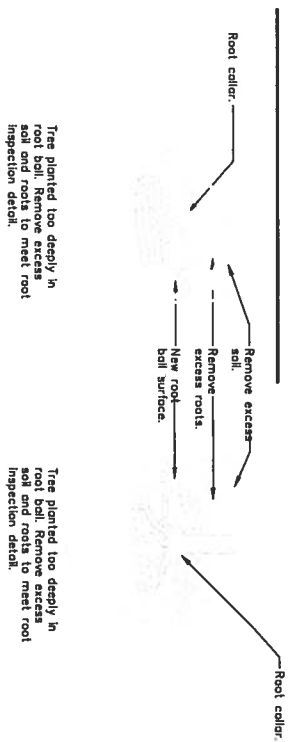 Root collar.
Root collar.
Remove excess
soil.
Remove
excess roots.
New root
ball surface.
Tree planted too deeply in
root ball. Remove excess
soil and roots to meet root
inspection detail.
Tree planted too deeply in
root ball. Remove excess
soil and roots to meet root
inspection detail.